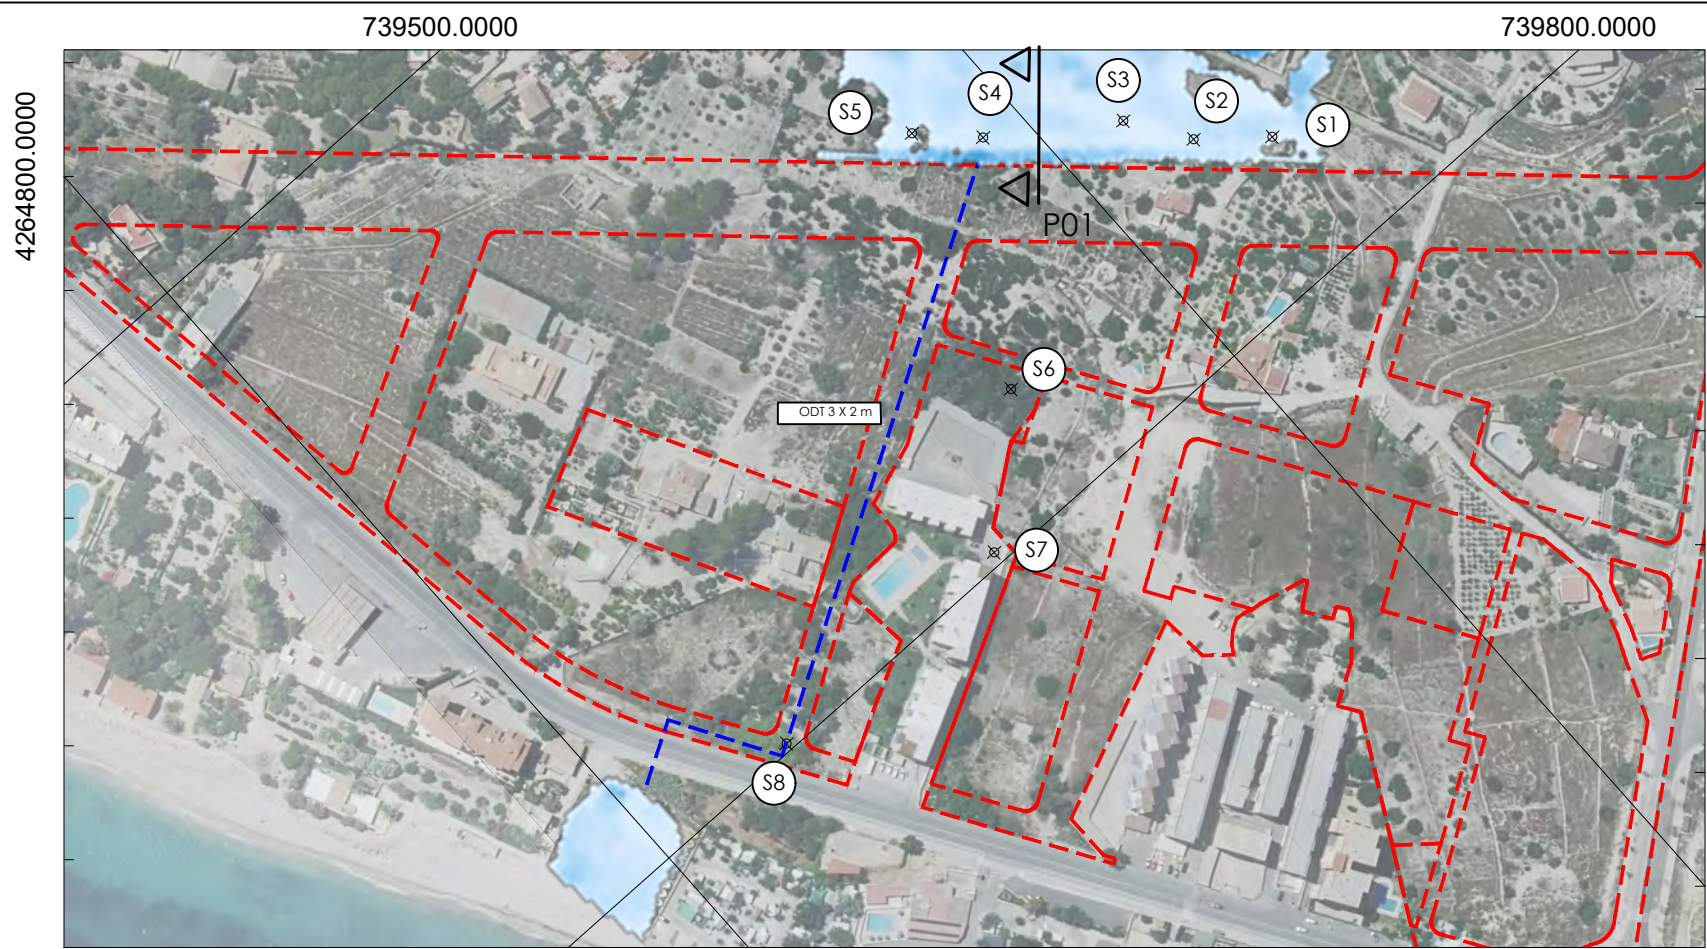 739500.0000
739800.0000
4264800.0000
S5
S4
S3
S2
S1
P01
S6
ODT 3 X 2 m
S7
S8